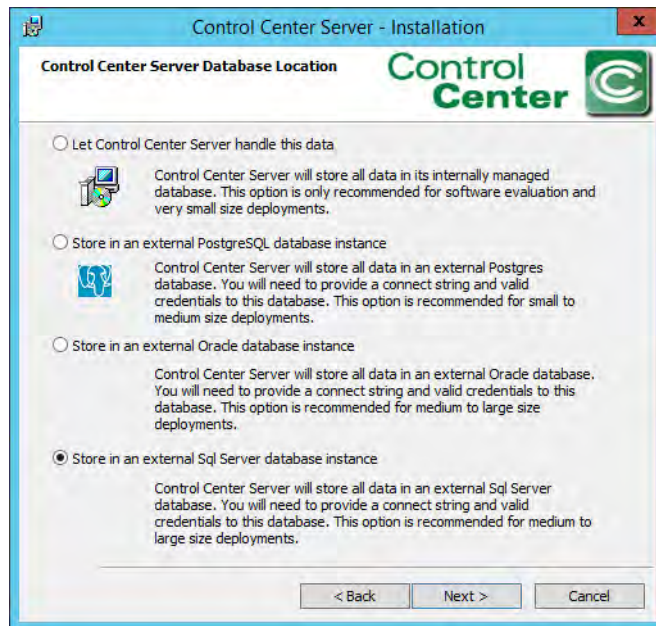 Control Center Server - Installation
x
Control Center Server Database Location
Control
Center
Let Control Center Server handle this data
Control Center Server will store all data in its internally managed
database. This option is only recommended for software evaluation and
very small size deployments.
Store in an external PostgreSQL database instance
Control Center Server will store all data in an external Postgres
database. You will need to provide a connect string and valid
credentials to this database. This option is recommended for small to
medium size deployments.
Store in an external Oracle database instance
Control Center Server will store all data in an external Oracle database.
You will need to provide a connect string and valid credentials to this
database. This option is recommended for medium to large size
deployments.
Store in an external Sql Server database instance
Control Center Server will store all data in an external Sql Server
database. You will need to provide a connect string and valid
credentials to this database. This option is recommended for medium to
large size deployments.
< Back
Next >
Cancel